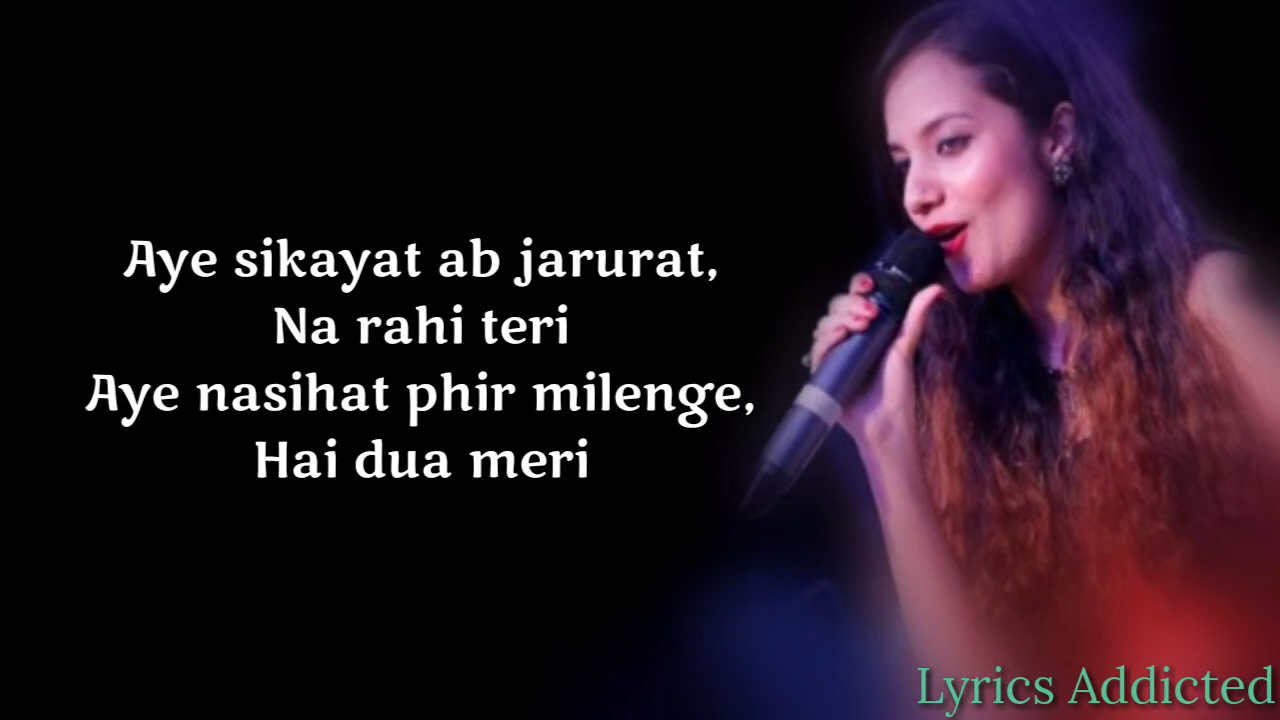 Aye sikayat ab jarurat,
Na rahi teri
Aye nasihat phir milenge,
Hai dua meri
Lyrics Addicted